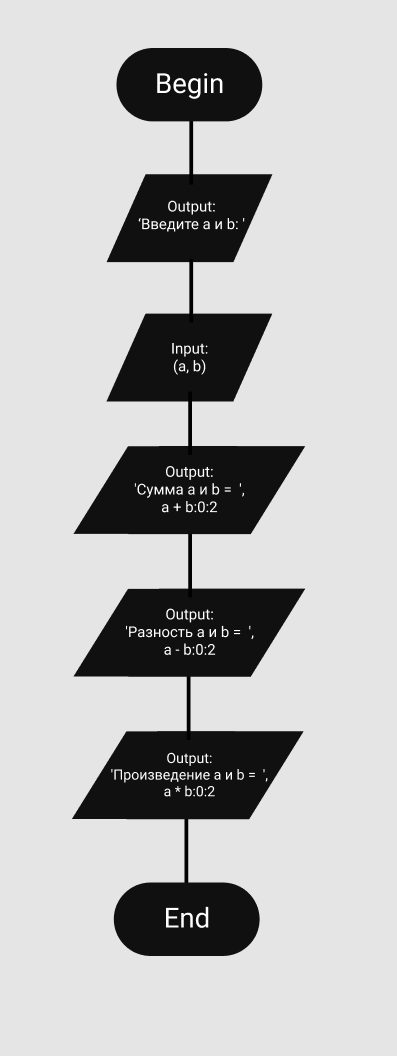 Begin
Output:
'Введите a и b: '
Input:
(a, b)
Output:
'Сумма a и b =  ',
a + b:0:2
Output:
'Разность a и b =  ',
a - b:0:2
Output:
'Произведение a и b =  ',
a * b:0:2
End